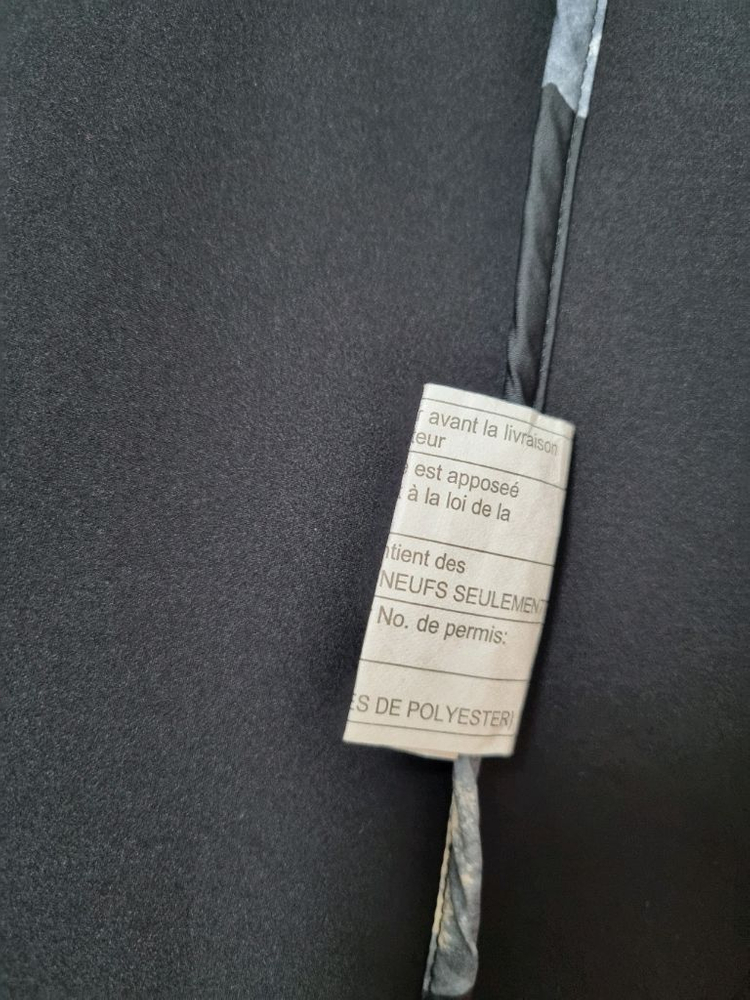 avant la livraison
eur
est apposeé
à la loi de la
ntient des
NEUFS SEULEMENT
No. de permis:
ES DE POLYESTER